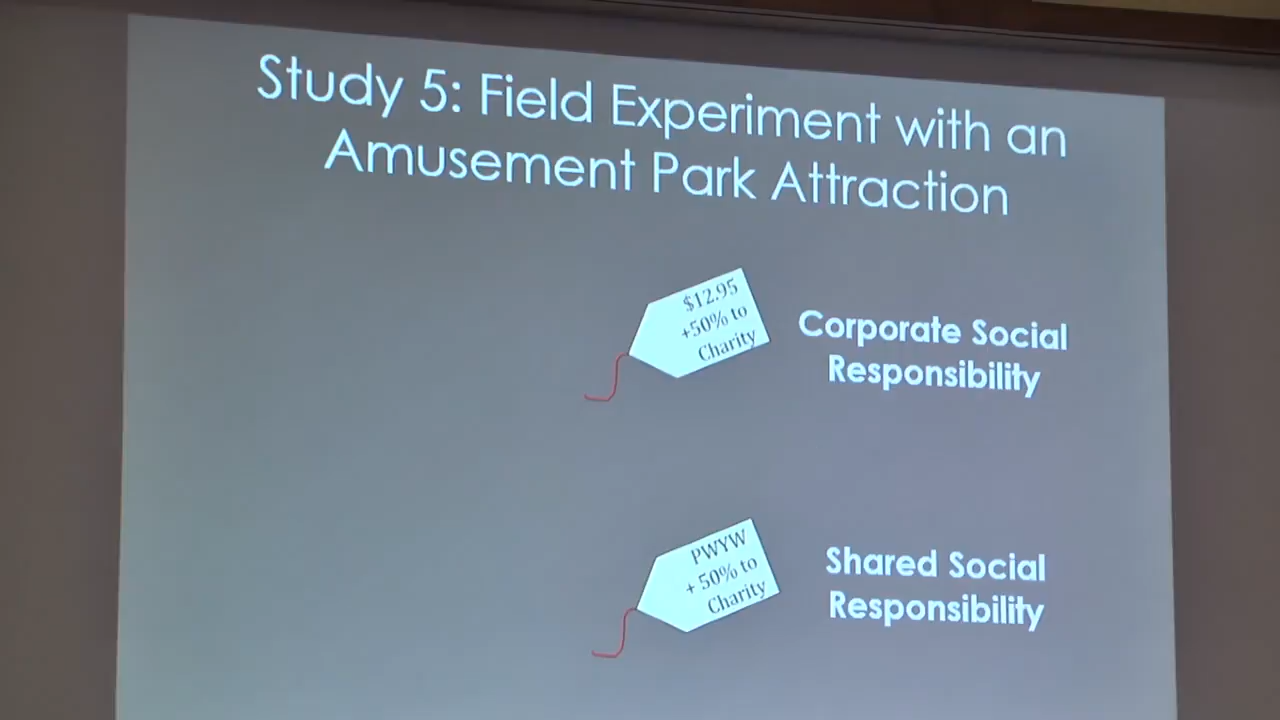 Study 5: Field Experiment with an
Amusement Park Attraction
$12.95
+50% to
Charity
Corporate Social
Responsibility
PWYW
+ 50% to
Charity
Shared Social
Responsibility